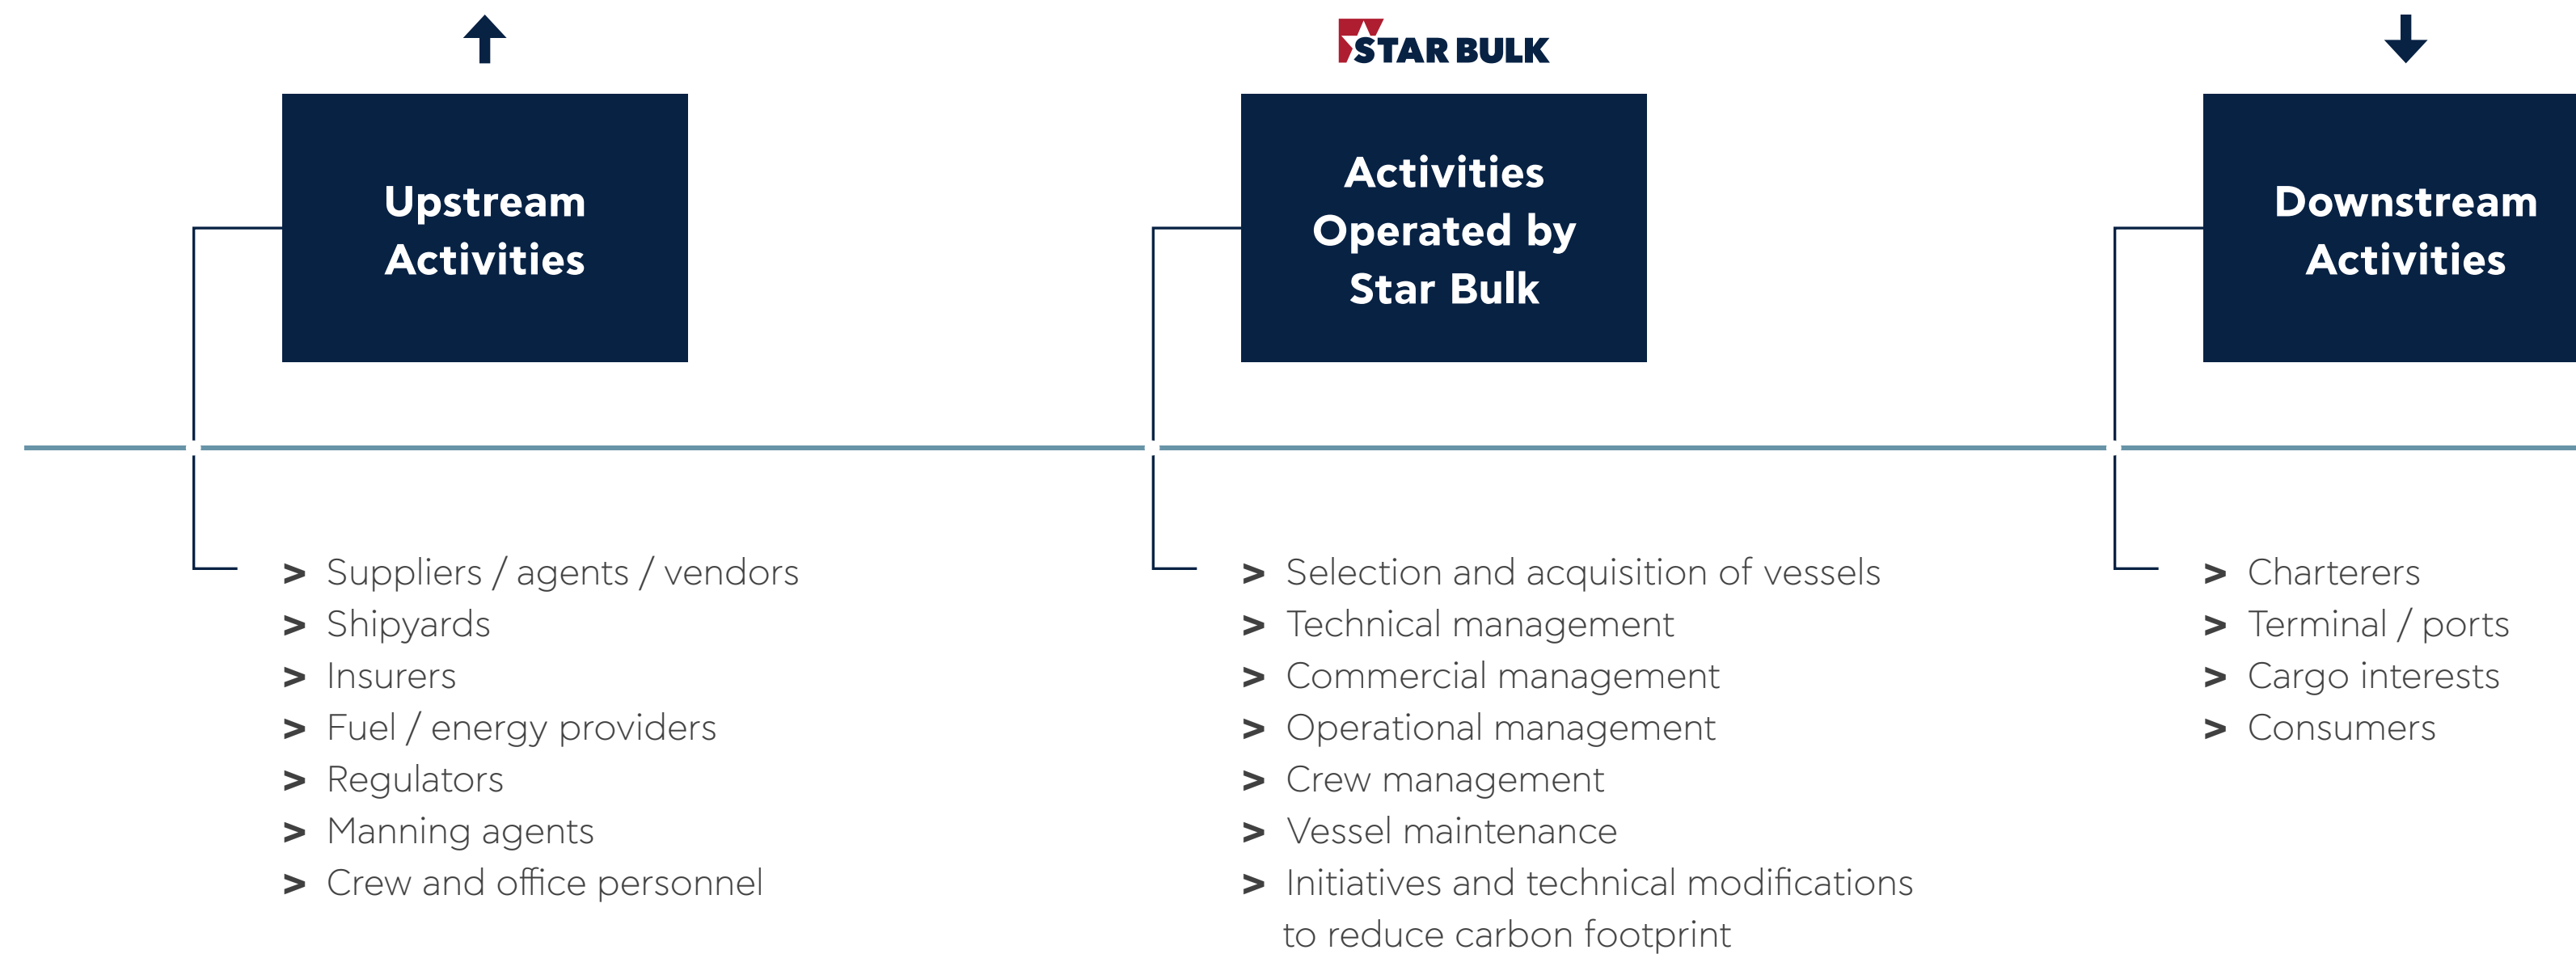 STAR BULK
Upstream
Activities
Activities
Operated by
Star Bulk
Downstream
Activities
> Suppliers / agents / vendors
> Shipyards
> Insurers
> Fuel / energy providers
> Regulators
> Manning agents
> Crew and office personnel
> Selection and acquisition of vessels
> Technical management
> Commercial management
> Operational management
> Crew management
> Vessel maintenance
> Initiatives and technical modifications
to reduce carbon footprint
> Charterers
> Terminal / ports
> Cargo interests
> Consumers